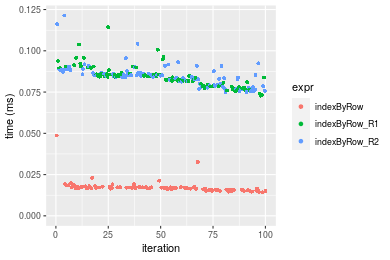 0.125
0.100
0.075
0.050
0.025
0.000
time (ms)
0
25
50
75
100
iteration
expr
indexByRow
indexByRow_R1
indexByRow_R2